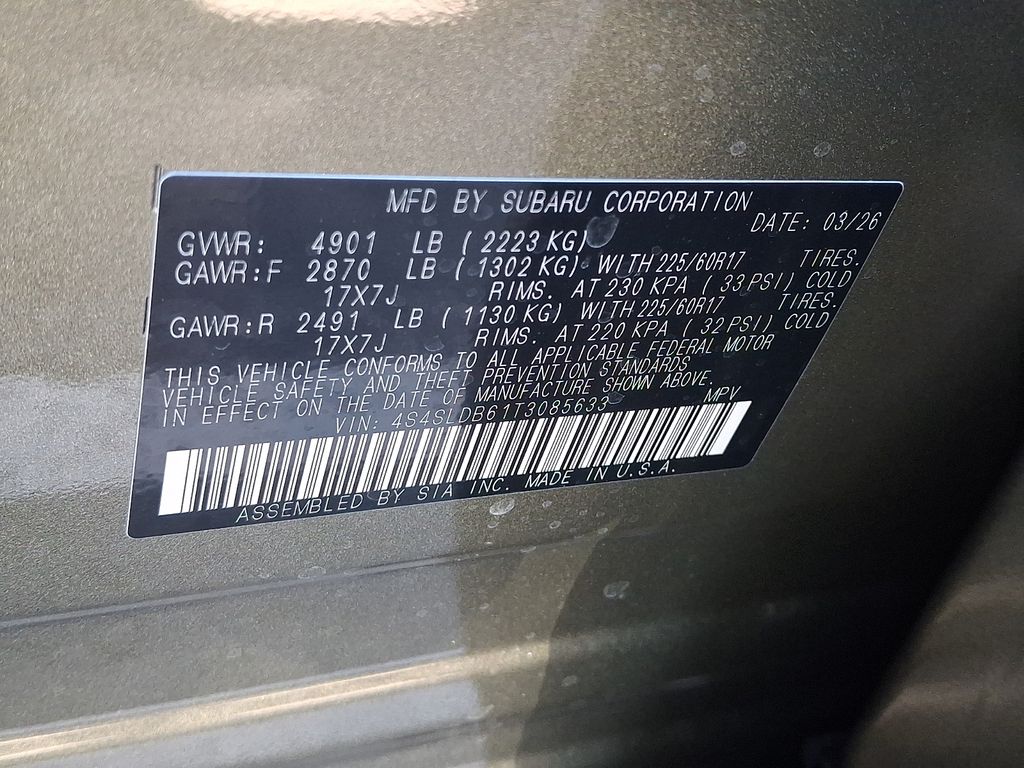 MFD BY SUBARU CORPORATION
DATE: 03/26
GVWR: 4901 LB (2223 KG)
GAWR:F 2870 LB (1302 KG) WITH 225/60R17 TIRES.
17X7J RIMS. AT 230 KPA (33 PSI) COLD
GAWR:R 2491 LB (1130 KG) WITH 225/60R17 TIRES.
17X7J RIMS. AT 220 KPA (32 PSI) COLD
THIS VEHICLE CONFORMS TO ALL APPLICABLE FEDERAL MOTOR
VEHICLE SAFETY AND THEFT PREVENTION STANDARDS
IN EFFECT ON THE DATE OF MANUFACTURE SHOWN ABOVE.
VIN: 4S4SLDB61T3085633 MPV
ASSEMBLED BY SIA INC. MADE IN U.S.A.